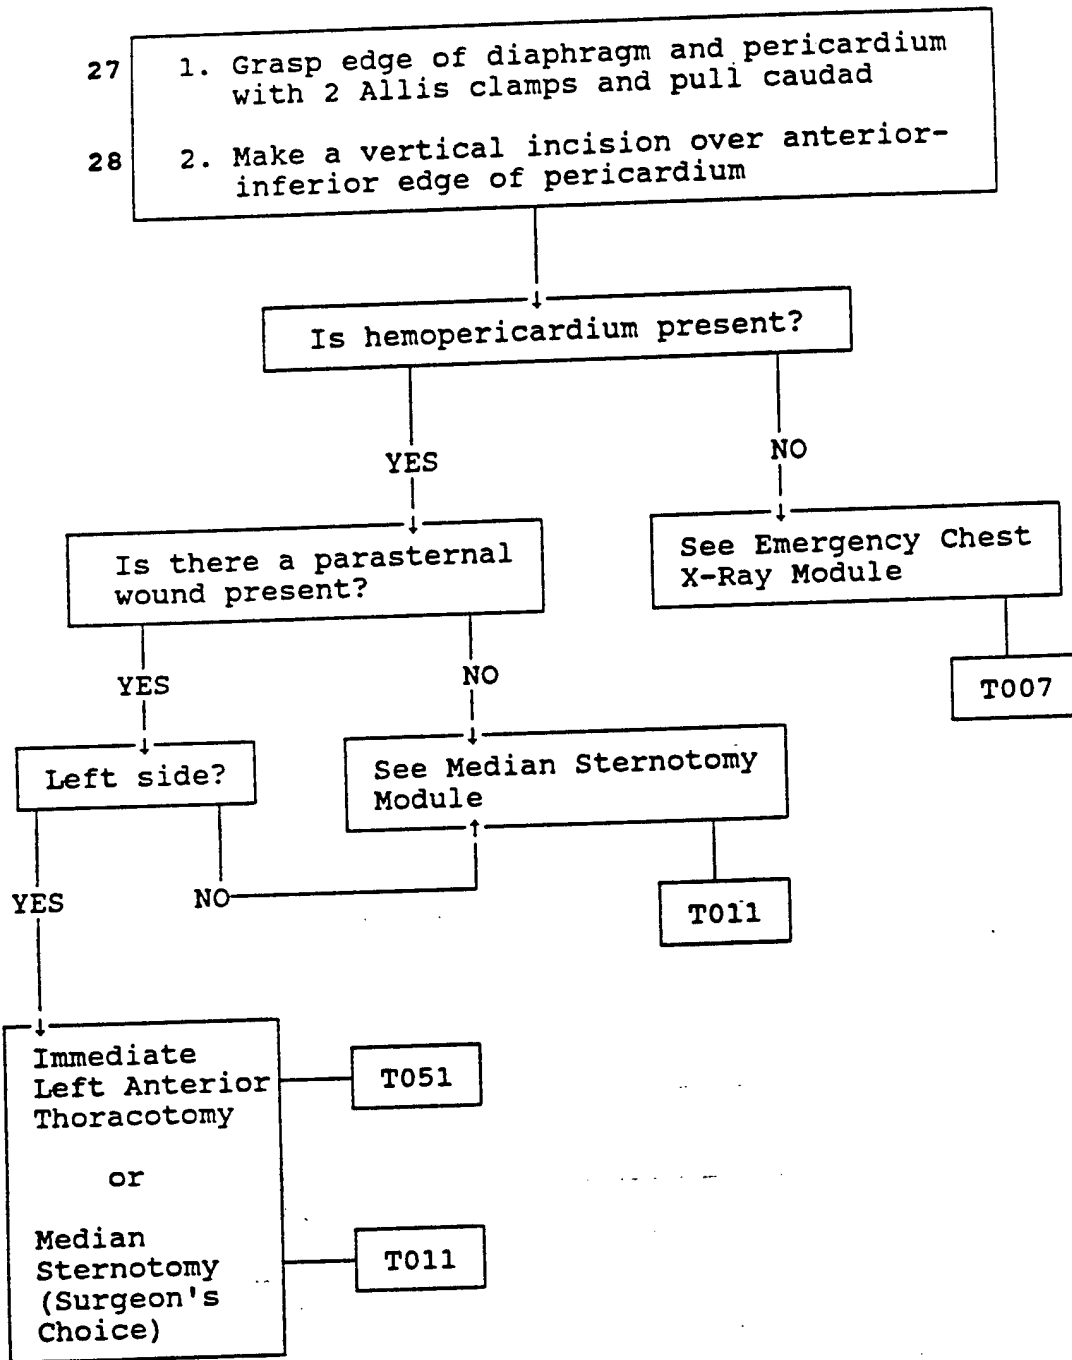 27 1. Grasp edge of diaphragm and pericardium
with 2 Allis clamps and pull caudad
28 2. Make a vertical incision over anterior-
inferior edge of pericardium
Is hemopericardium present?
YES
NO
Is there a parasternal
wound present?
See Emergency Chest
X-Ray Module
YES
NO
T007
Left side?
See Median Sternotomy
Module
YES
NO
T011
Immediate
Left Anterior
Thoracotomy
T051
or
Median
Sternotomy
(Surgeon's
Choice)
T011